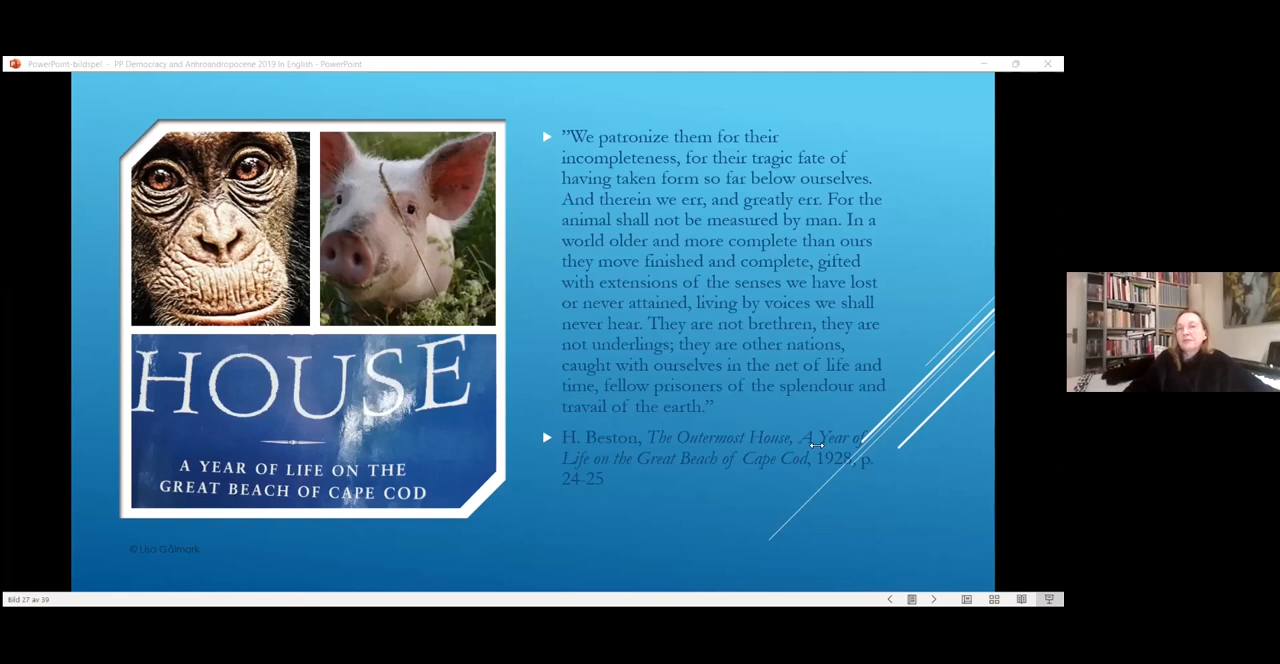 PowerPoint-bildspel - PP Democracy and Anhroandropocene 2019 In English - PowerPoint
”We patronize them for their
incompleteness, for their tragic fate of
having taken form so far below ourselves.
And therein we err, and greatly err. For the
animal shall not be measured by man. In a
world older and more complete than ours
they move finished and complete, gifted
with extensions of the senses we have lost
or never attained, living by voices we shall
never hear. They are not brethren, they are
not underlings; they are other nations,
caught with ourselves in the net of life and
time, fellow prisoners of the splendour and
travail of the earth.”
H. Beston, The Outermost House, A Year of
Life on the Great Beach of Cape Cod, 1928, p.
24-25
HOUSE
A YEAR OF LIFE ON THE
GREAT BEACH OF CAPE COD
© Lisa Gålmark
Bild 27 av 39